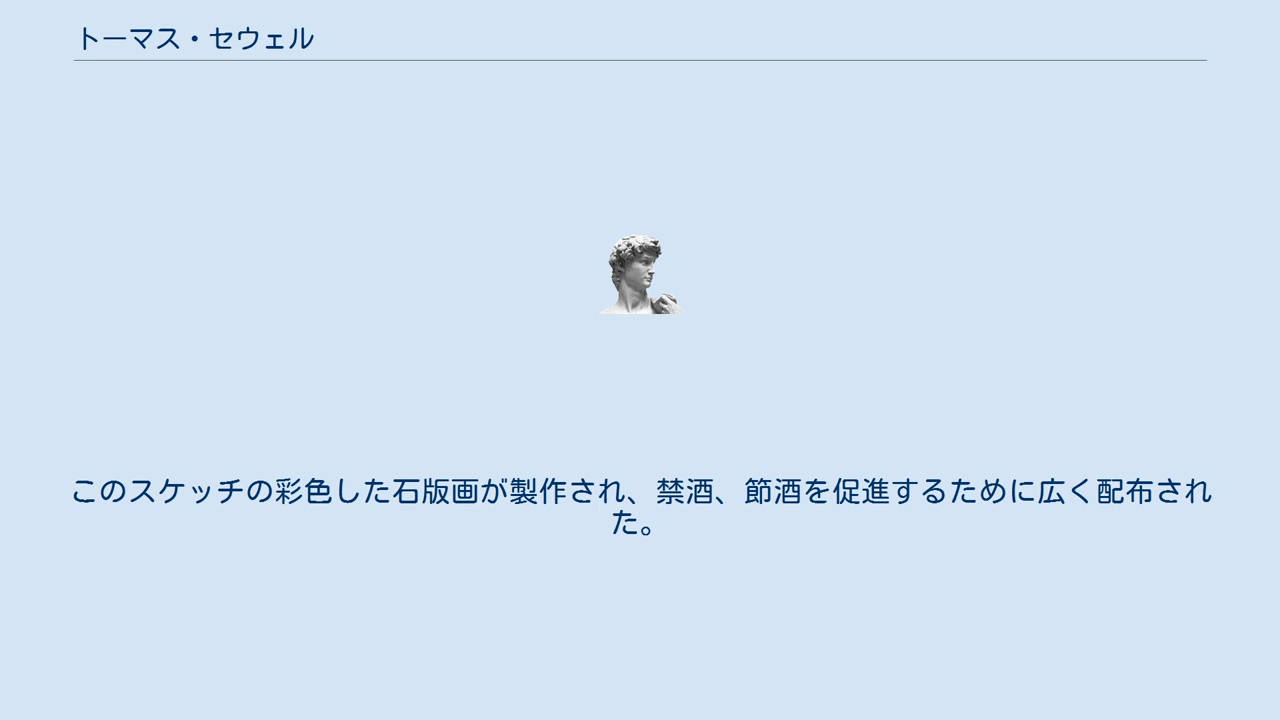 トーマス・セウェル
このスケッチの彩色した石版画が製作され、禁酒、節酒を促進するために広く配布され
た。